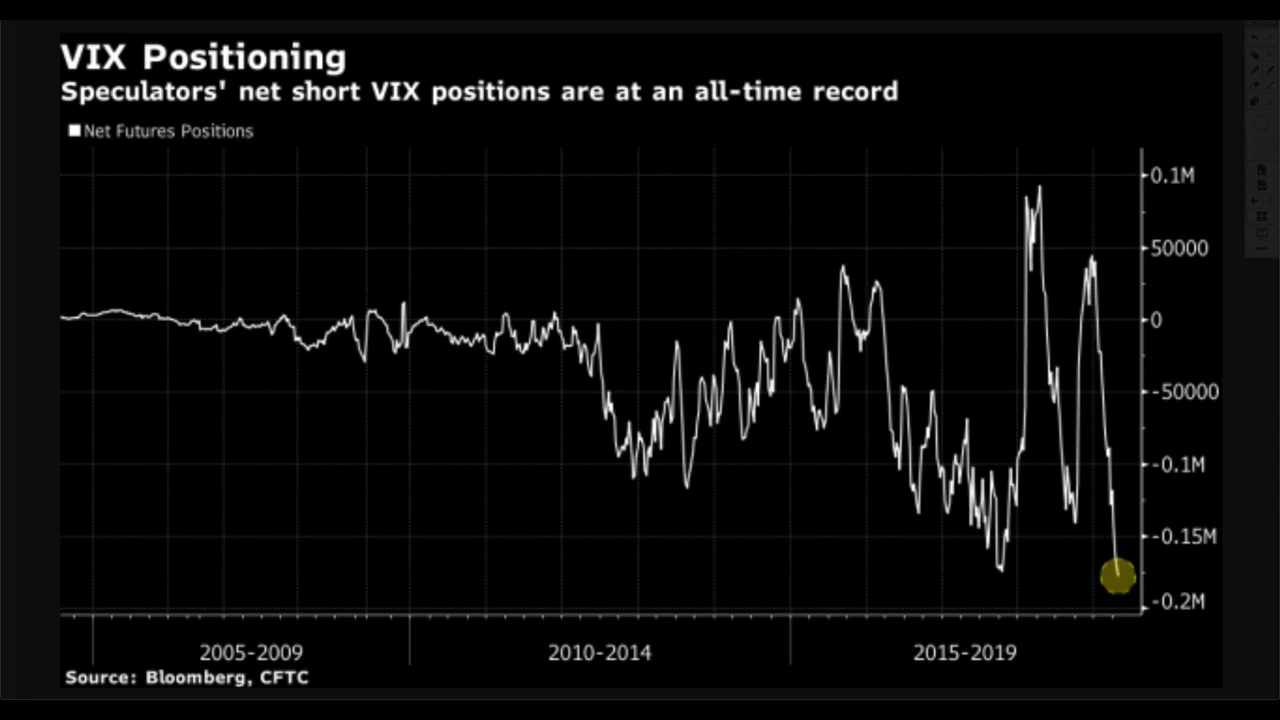 VIX Positioning
Speculators' net short VIX positions are at an all-time record
Net Futures Positions
0.1M
50000
0
-50000
-0.1M
-0.15M
-0.2M
2005-2009 2010-2014 2015-2019
Source: Bloomberg, CFTC